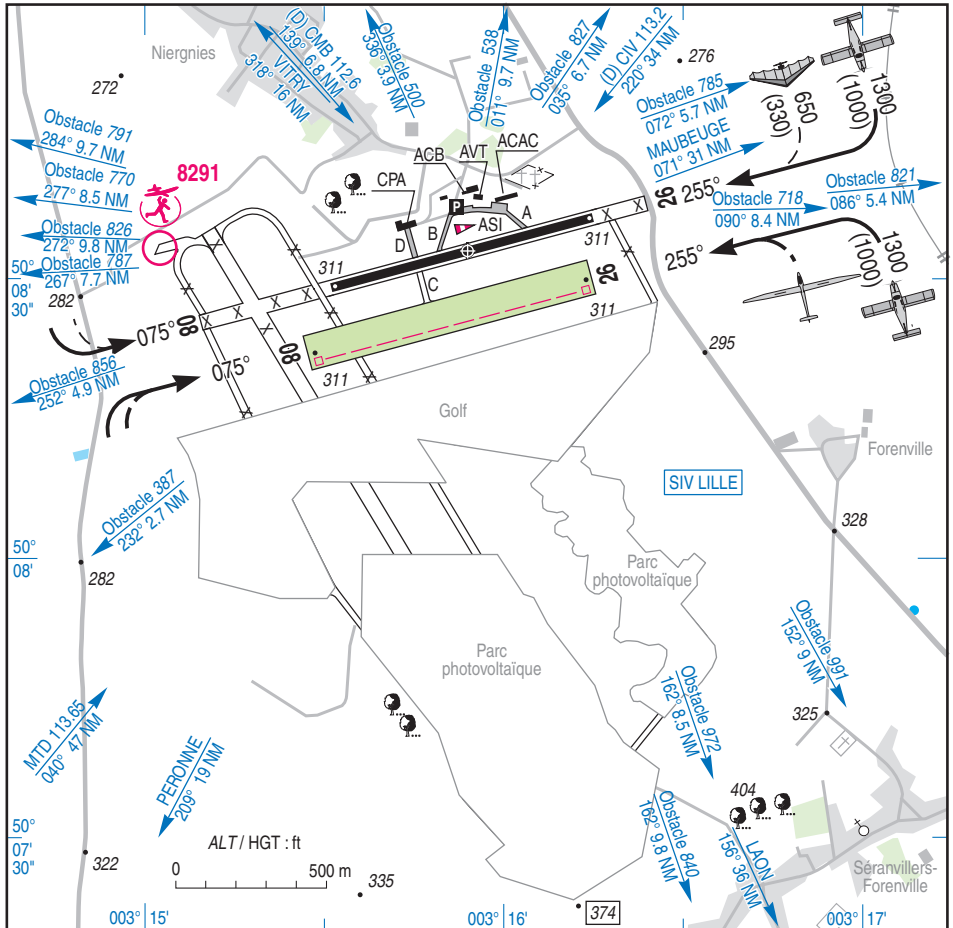 Niergnies
272
(D) CMB 112.6
139° 6.8 NM
VITRY
318° 16 NM
Obstacle 500
336° 3.9 NM
Obstacle 538
011° 9.7 NM
Obstacle 827
035° 6.7 NM
(D) CIV 113.2
220° 34 NM
276
Obstacle 785
072° 5.7 NM
MAUBEUGE
071° 31 NM
650
(330)
1300
(1000)
Obstacle 791
284° 9.7 NM
Obstacle 770
277° 8.5 NM
Obstacle 826
272° 9.8 NM
Obstacle 787
267° 7.7 NM
8291
CPA
ACB
AVT
ACAC
P
ASI
A
B
D
C
26
255°
Obstacle 718
090° 8.4 NM
Obstacle 821
086° 5.4 NM
255°
1300
(1000)
50°
08'
30"
282
311
311
26
311
08
075°
08
075°
311
Obstacle 856
252° 4.9 NM
295
Golf
Forenville
SIV LILLE
Obstacle 387
232° 2.7 NM
328
50°
08'
282
Parc
photovoltaïque
Parc
photovoltaïque
Obstacle 991
152° 9 NM
325
Obstacle 972
162° 8.5 NM
MTD 113.65
040° 47 NM
PERONNE
209° 19 NM
404
Obstacle 840
162° 9.8 NM
LAON
156° 36 NM
50°
07'
30"
322
ALT / HGT : ft
0
500 m
335
374
Séranvillers-
Forenville
003° 15'
003° 16'
003° 17'